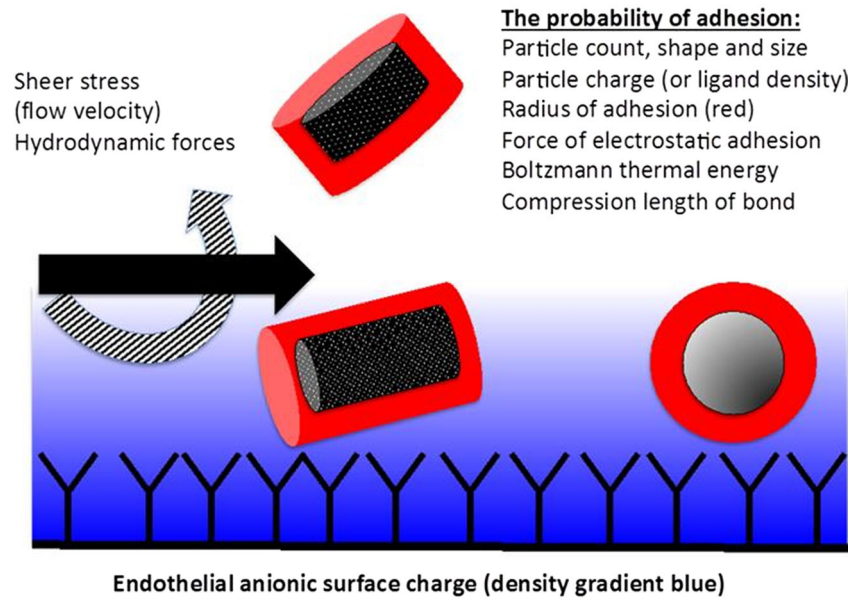 The probability of adhesion:
Particle count, shape and size
Particle charge (or ligand density)
Radius of adhesion (red)
Force of electrostatic adhesion
Boltzmann thermal energy
Compression length of bond
Sheer stress
(flow velocity)
Hydrodynamic forces
Endothelial anionic surface charge (density gradient blue)